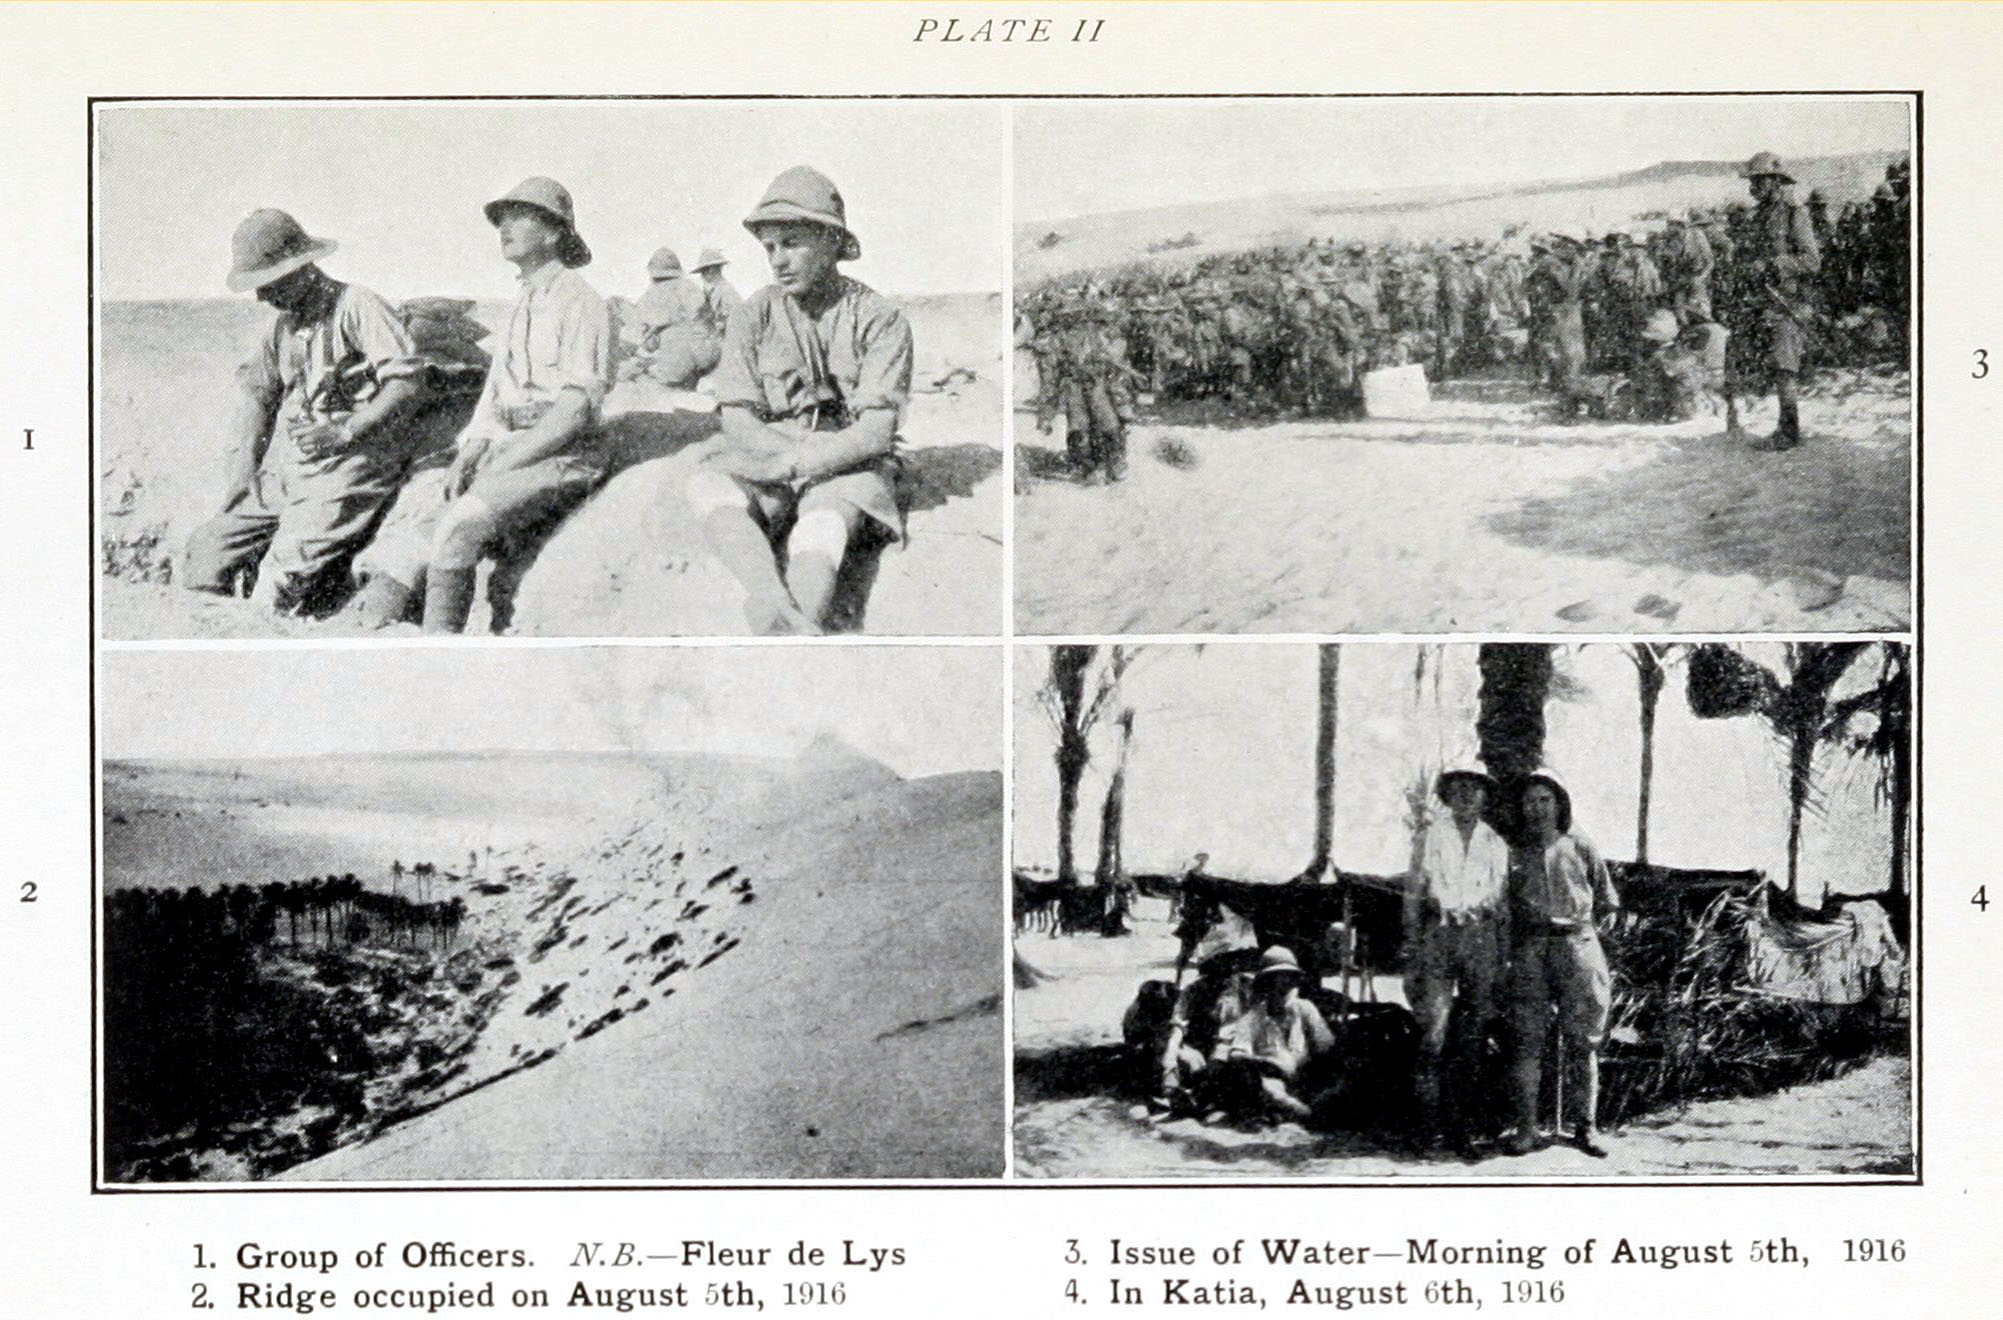 PLATE II
1
3
2
4
1. Group of Officers. N.B.—Fleur de Lys
2. Ridge occupied on August 5th, 1916
3. Issue of Water—Morning of August 5th, 1916
4. In Katia, August 6th, 1916